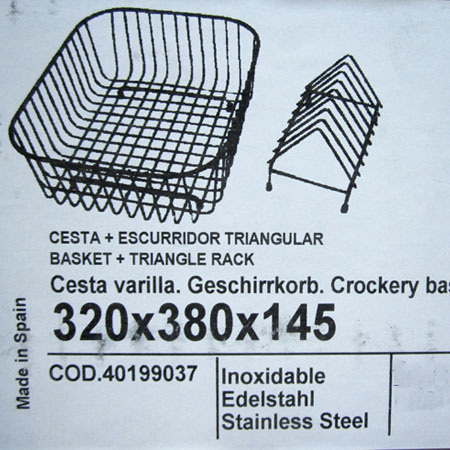 CESTA + ESCURRIDOR TRIANGULAR
BASKET + TRIANGLE RACK
Cesta varilla. Geschirrkorb. Crockery bas
320x380x145
Made in Spain
COD.40199037
Inoxidable
Edelstahl
Stainless Steel